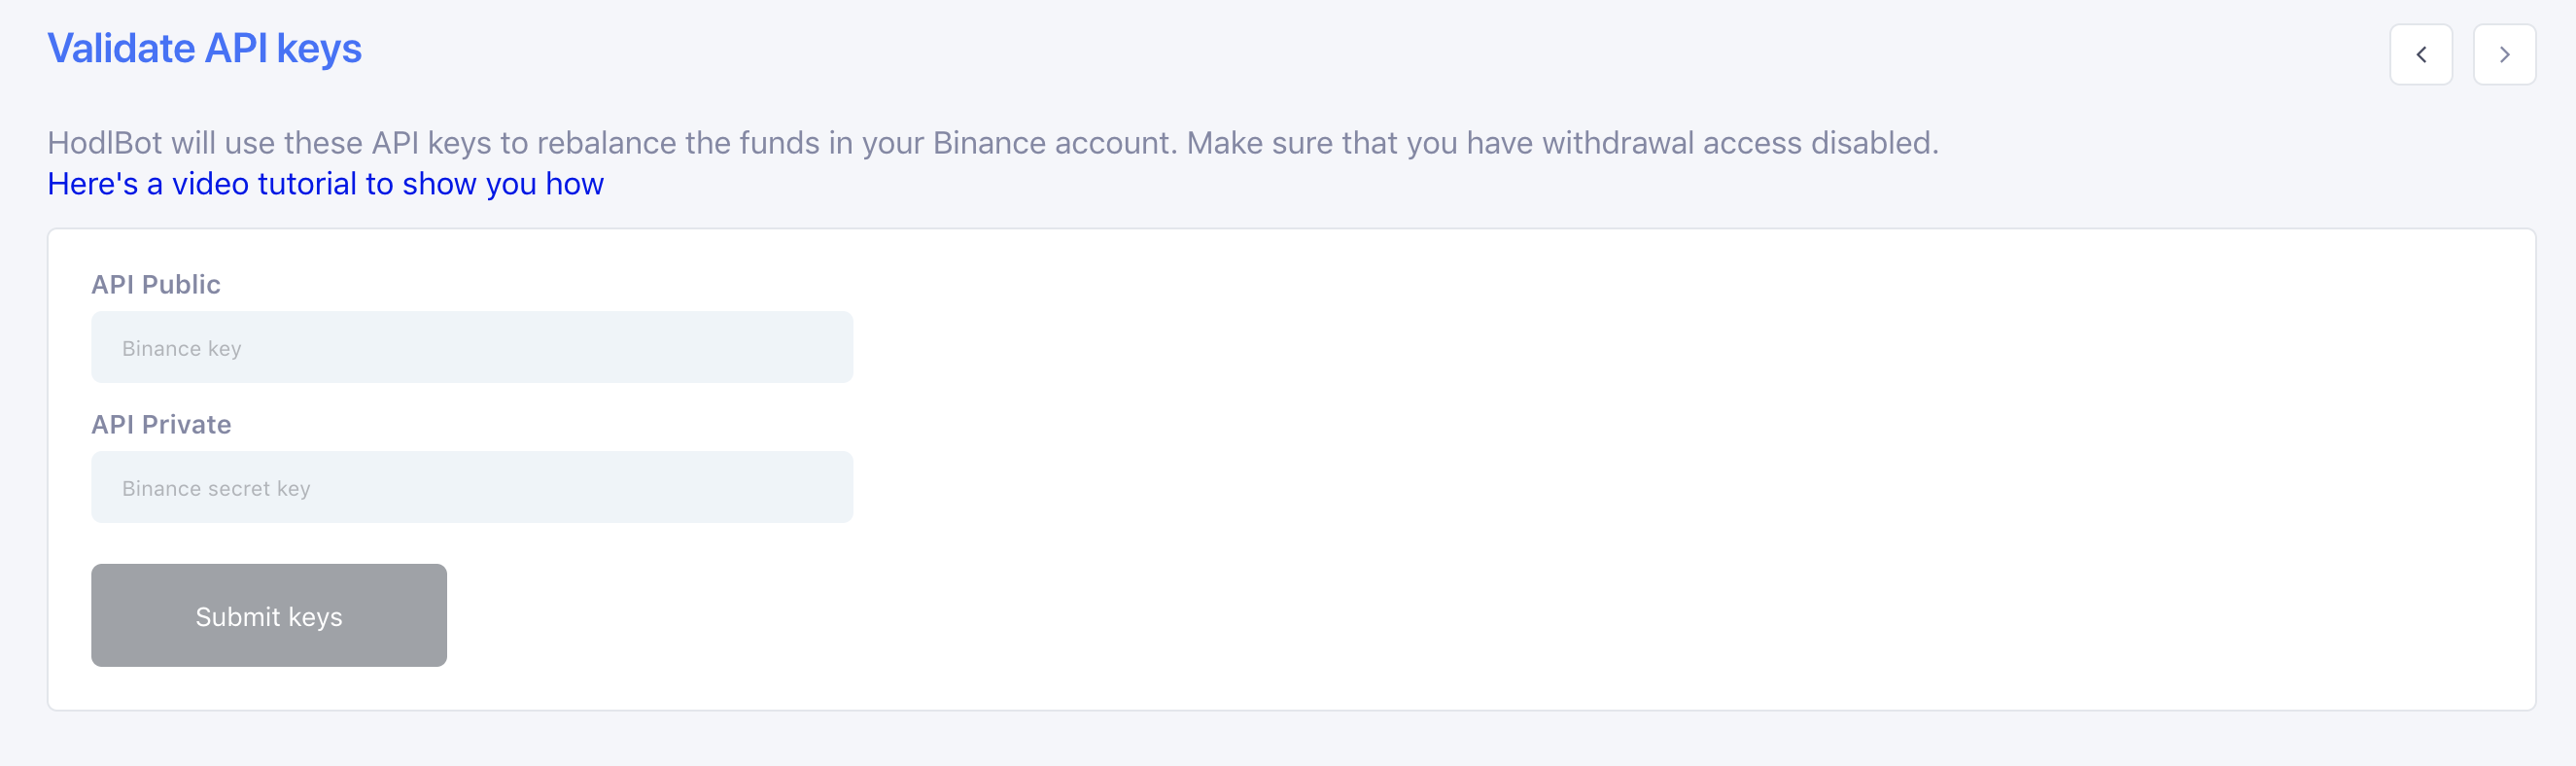 Validate API keys
HodlBot will use these API keys to rebalance the funds in your Binance account. Make sure that you have withdrawal access disabled.
Here's a video tutorial to show you how
API Public
Binance key
API Private
Binance secret key
Submit keys